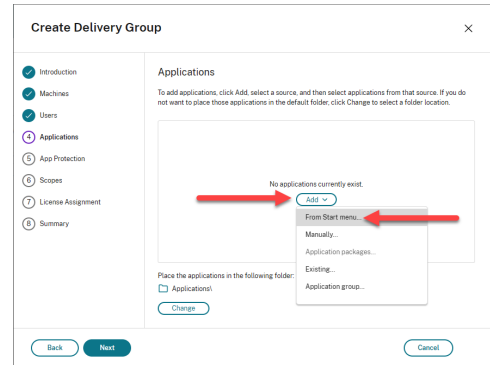 Create Delivery Group
Introduction
Machines
Users
4 Applications
5 App Protection
6 Scopes
7 License Assignment
8 Summary
Applications
To add applications, click Add, select a source, and then select applications from that source. If you do
not want to place those applications in the default folder, click Change to select a folder location.
No applications currently exist.
Add
From Start menu...
Manually...
Application packages...
Existing...
Application group...
Place the applications in the following folder:
Applications\
Change
Back
Next
Cancel